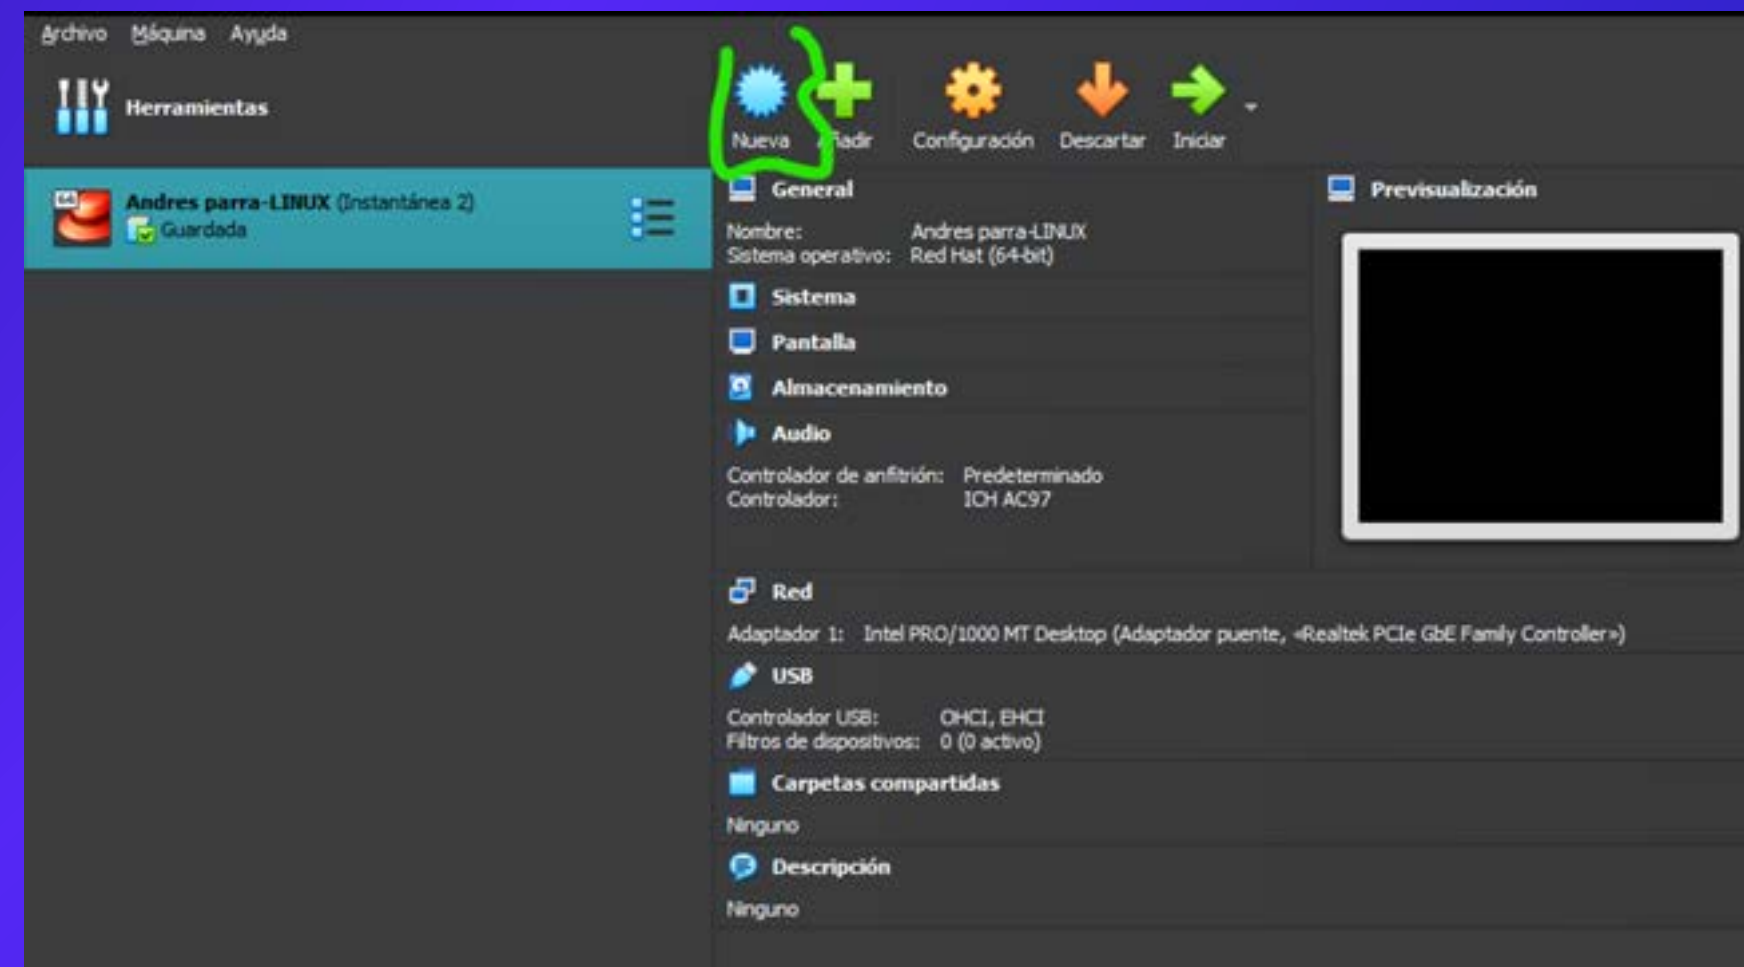 Archivo Máquina Ayuda
Herramientas
Nueva Añadir Configuración Descartar Iniciar
64 Andres parra-LINUX (Instantánea 2)
Guardada
General
Nombre: Andres parra-LINUX
Sistema operativo: Red Hat (64-bit)
Previsualización
Sistema
Pantalla
Almacenamiento
Audio
Controlador de anfitrión: Predeterminado
Controlador: ICH AC97
Red
Adaptador 1: Intel PRO/1000 MT Desktop (Adaptador puente, «Realtek PCIe GbE Family Controller»)
USB
Controlador USB: OHCI, EHCI
Filtros de dispositivos: 0 (0 activo)
Carpetas compartidas
Ninguno
Descripción
Ninguno